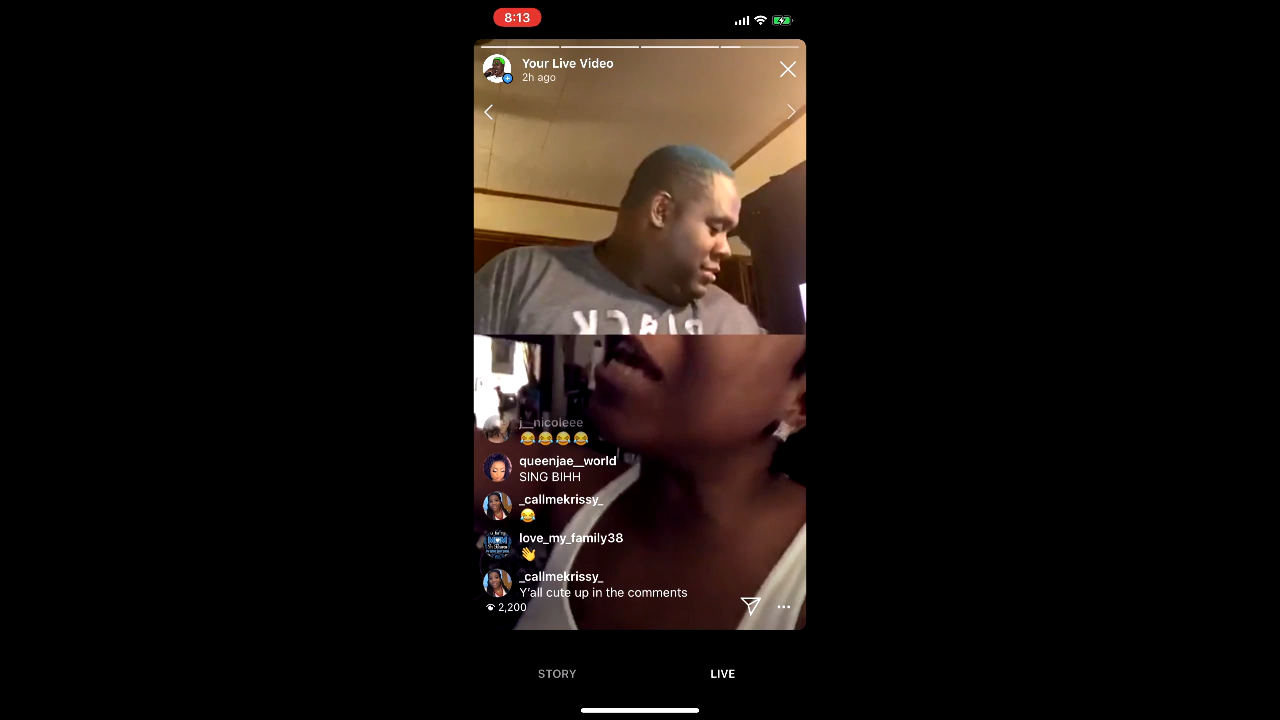 8:13
Your Live Video
2h ago
BLACK
j__nicoleee
😂😂😂😂
queenjae__world
SING BIHH
_callmekrissy_
😂
love_my_family38
👋
_callmekrissy_
Y'all cute up in the comments
2,200
STORY
LIVE